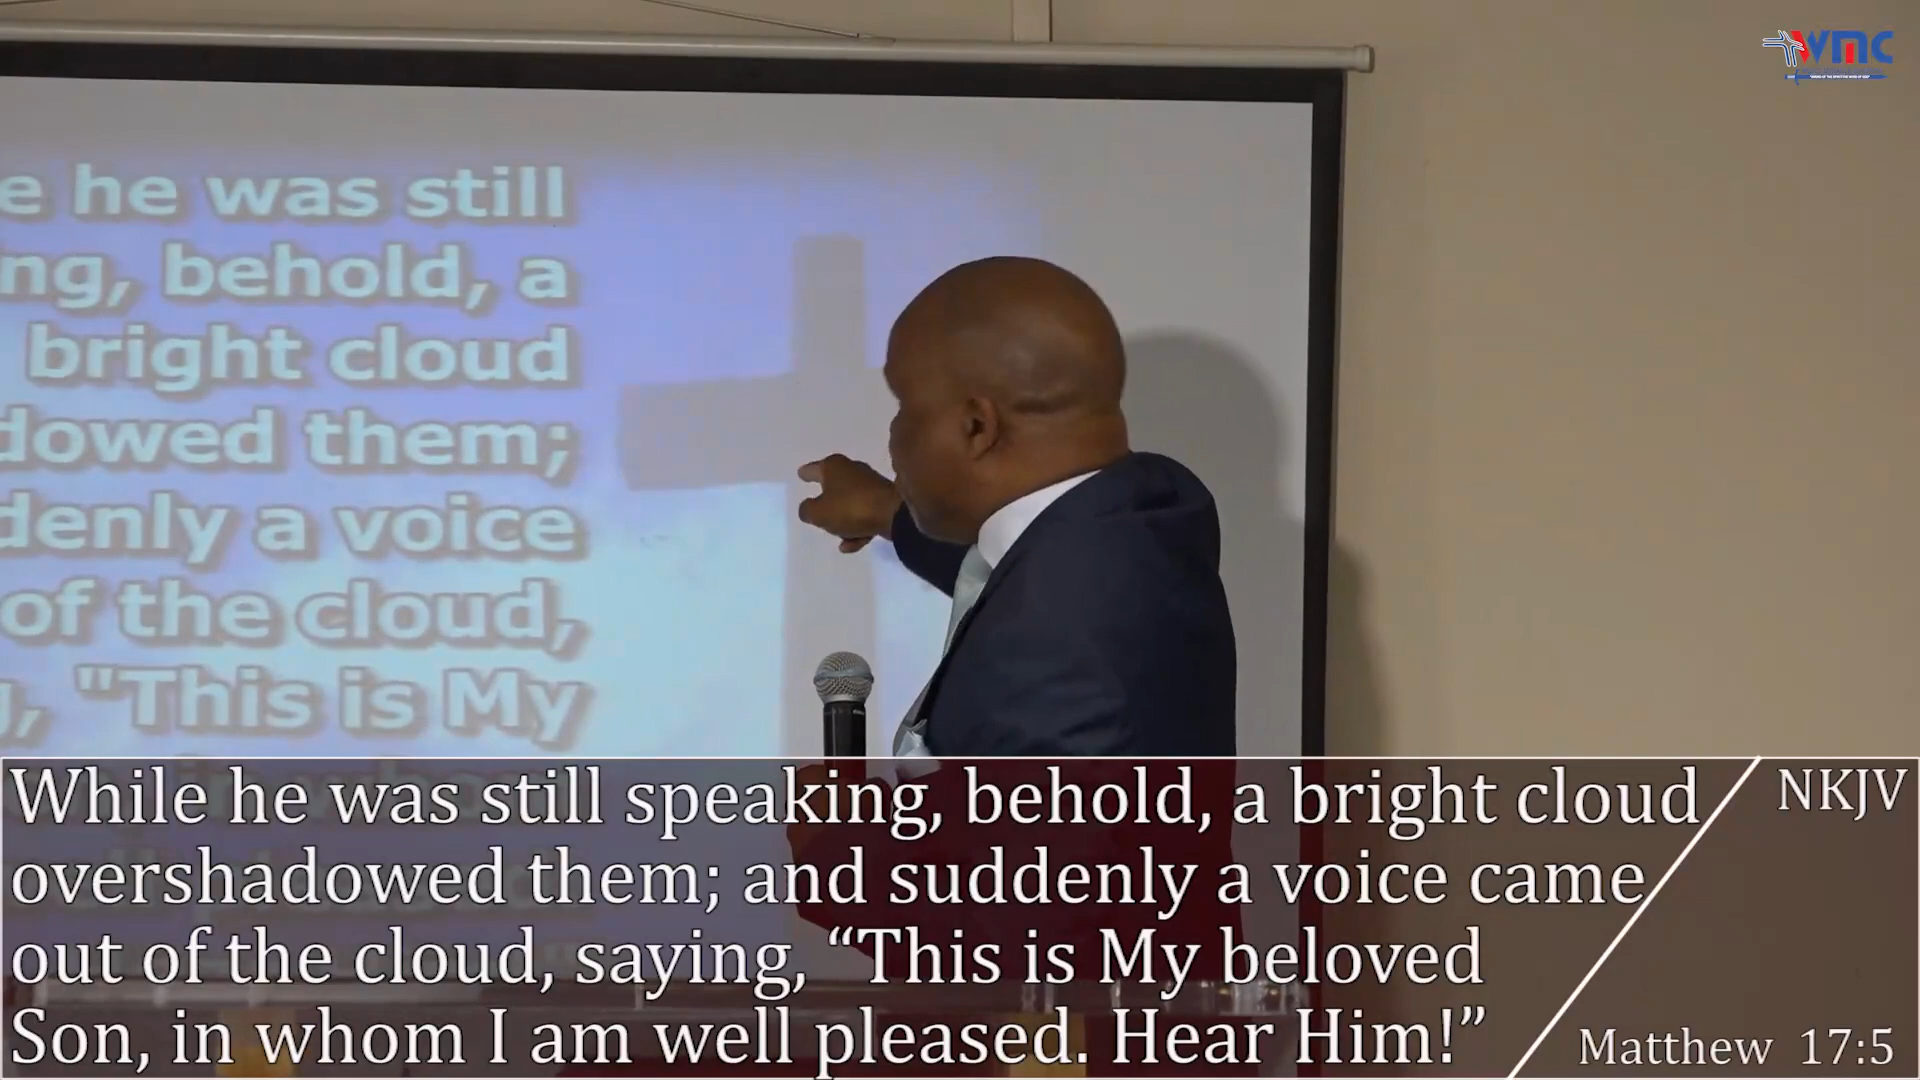 WMC
e he was still
ng, behold, a
bright cloud
dowed them;
denly a voice
of the cloud,
, "This is My
While he was still speaking, behold, a bright cloud
overshadowed them; and suddenly a voice came
out of the cloud, saying, “This is My beloved
Son, in whom I am well pleased. Hear Him!”
NKJV
Matthew 17:5